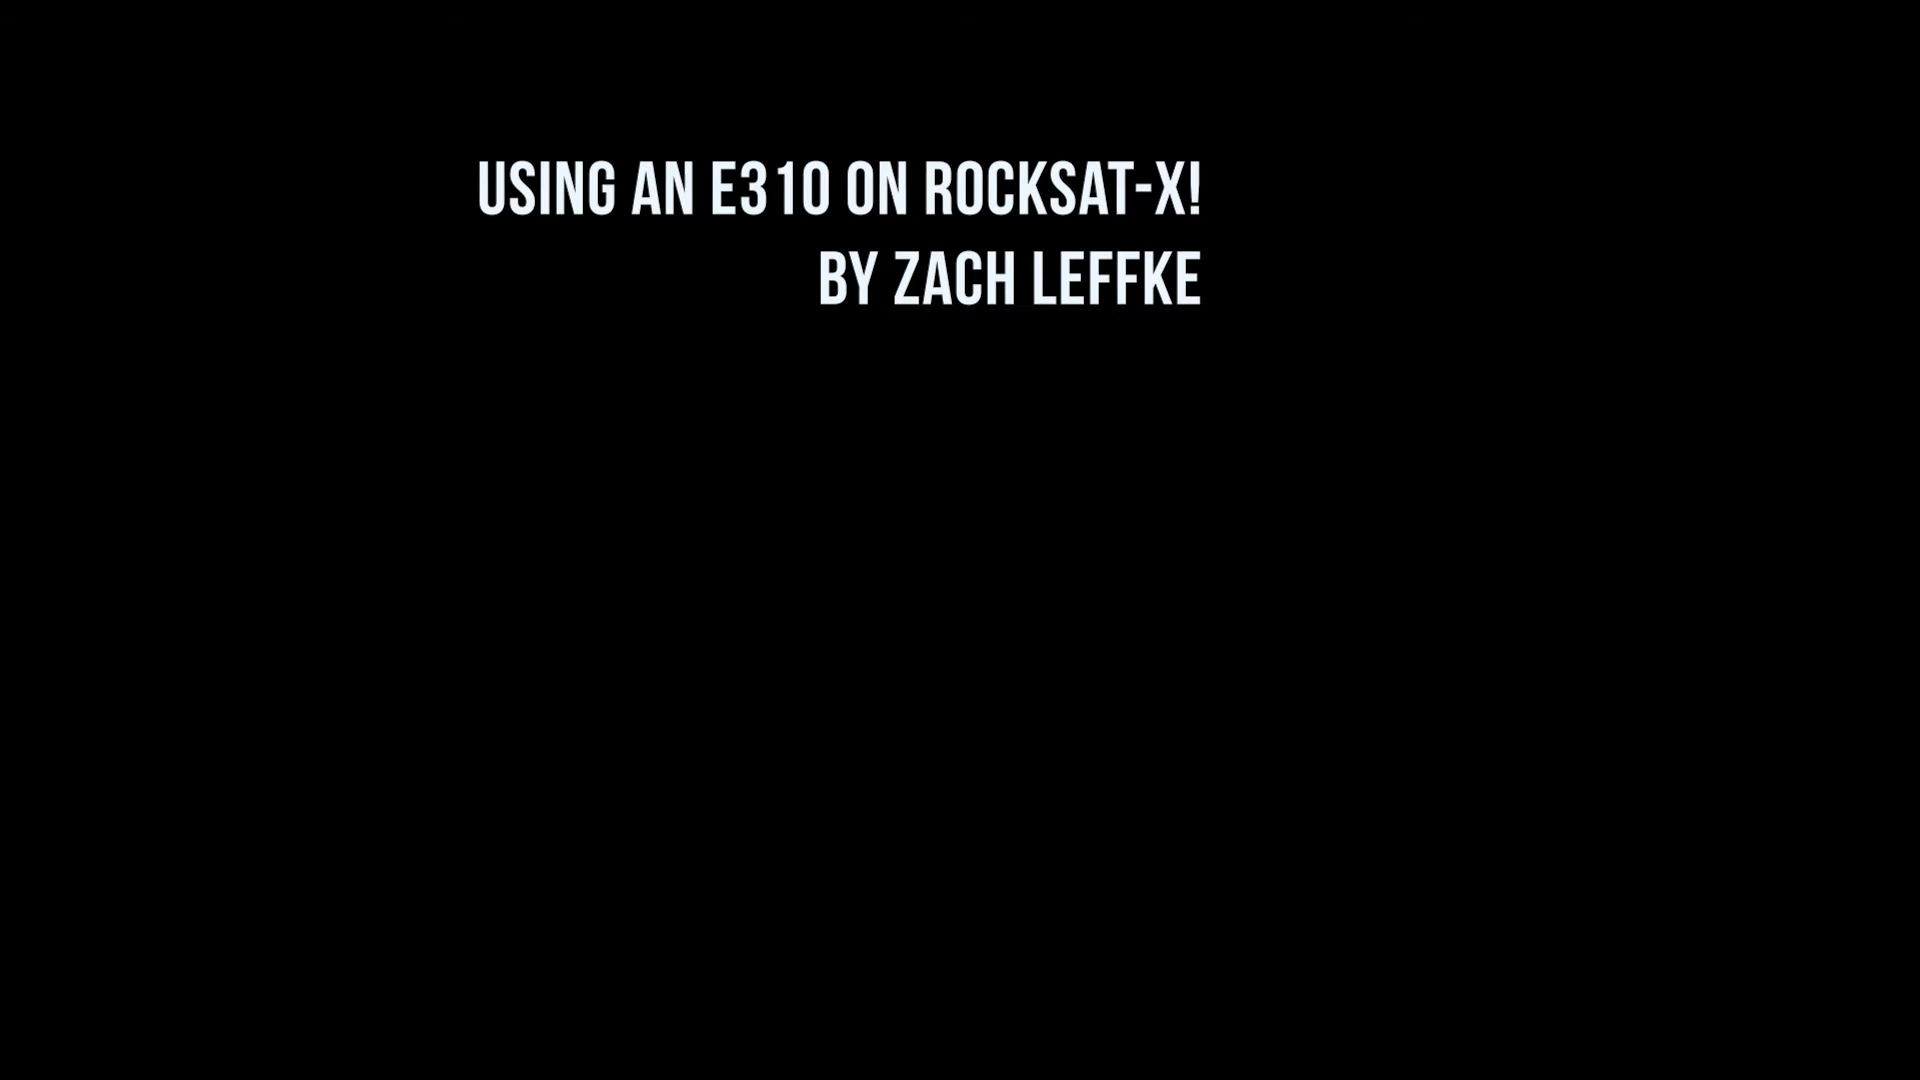 USING AN E310 ON ROCKSAT-X!
BY ZACH LEFFKE